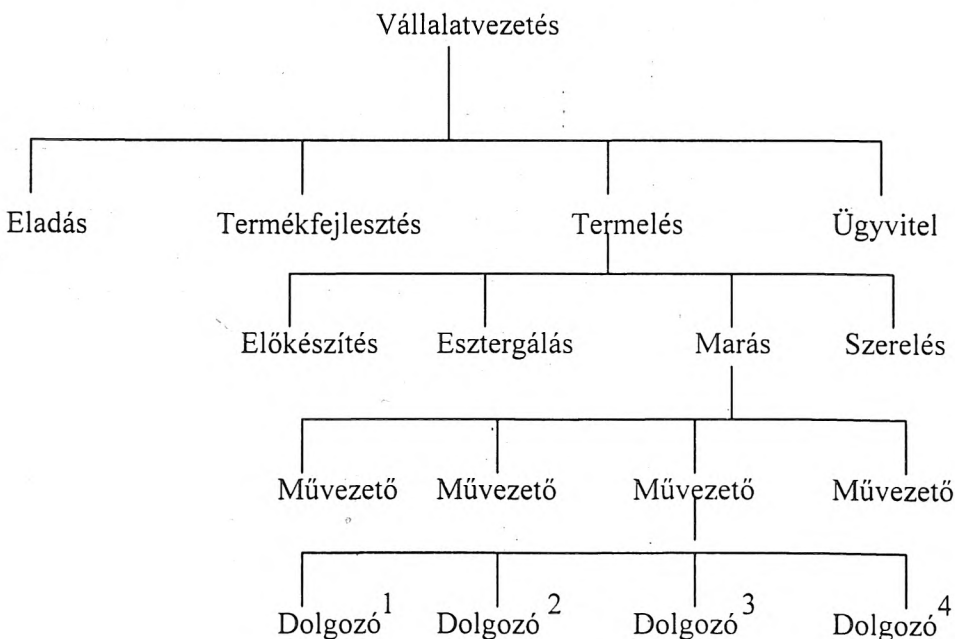 Vállalatvezetés
Eladás Termékfejlesztés Termelés Ügyvitel
Előkészítés Esztergálás Marás Szerelés
Művezető Művezető Művezető Művezető
Dolgozó 1 Dolgozó 2 Dolgozó 3 Dolgozó 4